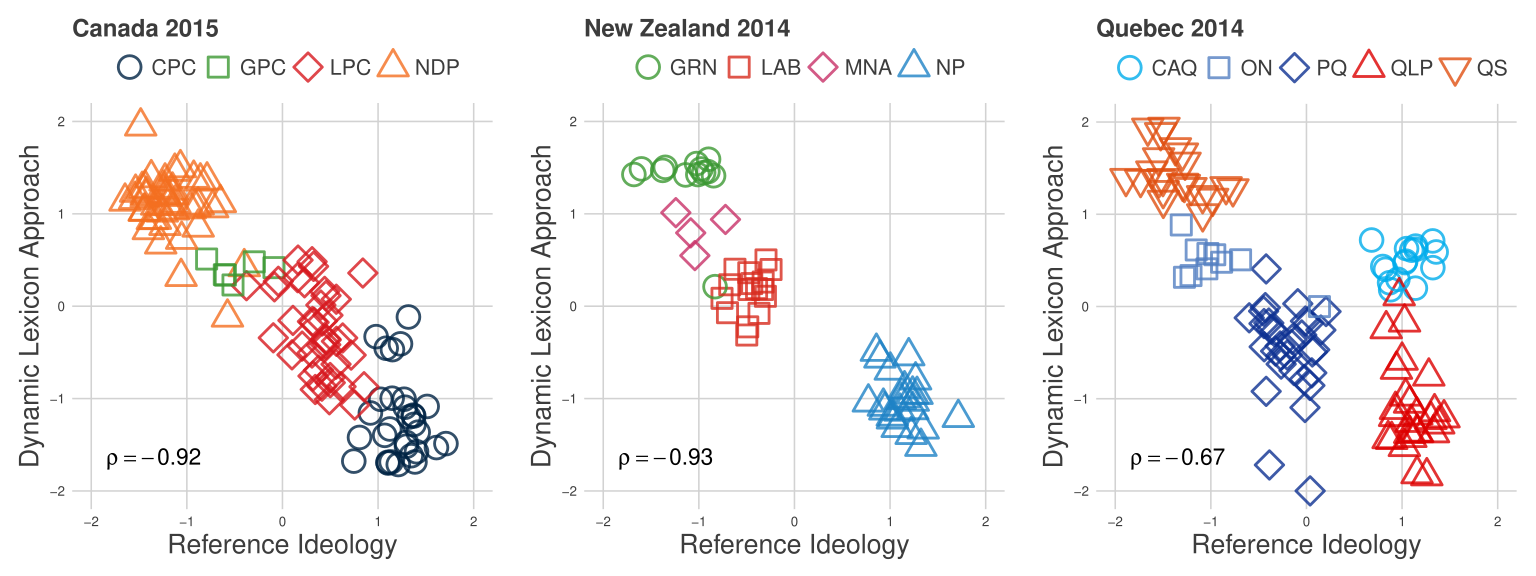 Canada 2015
CPC GPC LPC NDP
Dynamic Lexicon Approach
2
1
0
−1
−2
ρ = −0.92
−2 −1 0 1 2
Reference Ideology
New Zealand 2014
GRN LAB MNA NP
Dynamic Lexicon Approach
2
1
0
−1
−2
ρ = −0.93
−2 −1 0 1 2
Reference Ideology
Quebec 2014
CAQ ON PQ QLP QS
Dynamic Lexicon Approach
2
1
0
−1
−2
ρ = −0.67
−2 −1 0 1 2
Reference Ideology